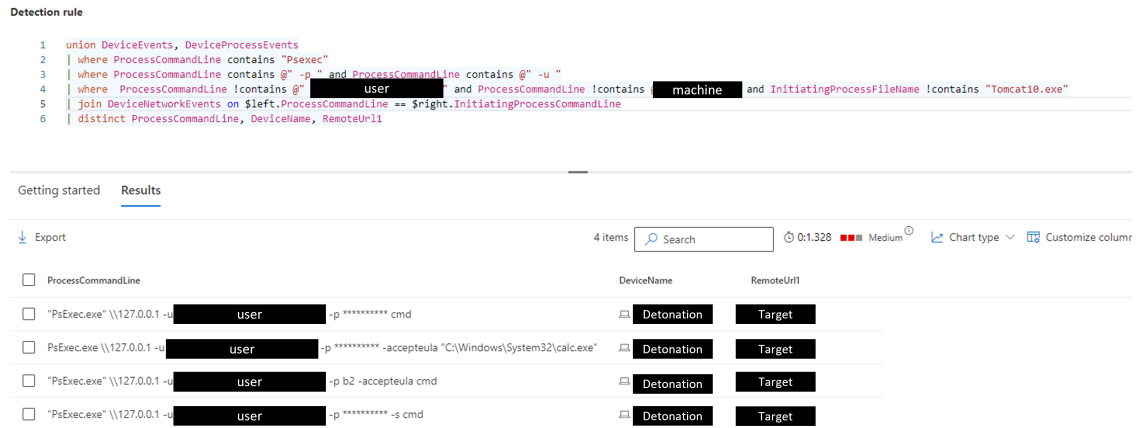 Detection rule
1 union DeviceEvents, DeviceProcessEvents
2 | where ProcessCommandLine contains "Psexec"
3 | where ProcessCommandLine contains @" -p " and ProcessCommandLine contains @" -u "
4 | where ProcessCommandLine !contains @" user " and ProcessCommandLine !contains machine and InitiatingProcessFileName !contains "Tomcat10.exe"
5 | join DeviceNetworkEvents on $left.ProcessCommandLine == $right.InitiatingProcessCommandLine
6 | distinct ProcessCommandLine, DeviceName, RemoteUrl1
Getting started Results
Export 4 items Search 0:1.328 Medium Chart type Customize column
ProcessCommandLine DeviceName RemoteUrl1
"PsExec.exe" \\127.0.0.1 -u user -p ********** cmd Detonation Target
PsExec.exe \\127.0.0.1 -u user -p ********** -accepteula "C:\Windows\System32\calc.exe" Detonation Target
"PsExec.exe" \\127.0.0.1 -u user -p b2 -accepteula cmd Detonation Target
"PsExec.exe" \\127.0.0.1 -u user -p ********** -s cmd Detonation Target